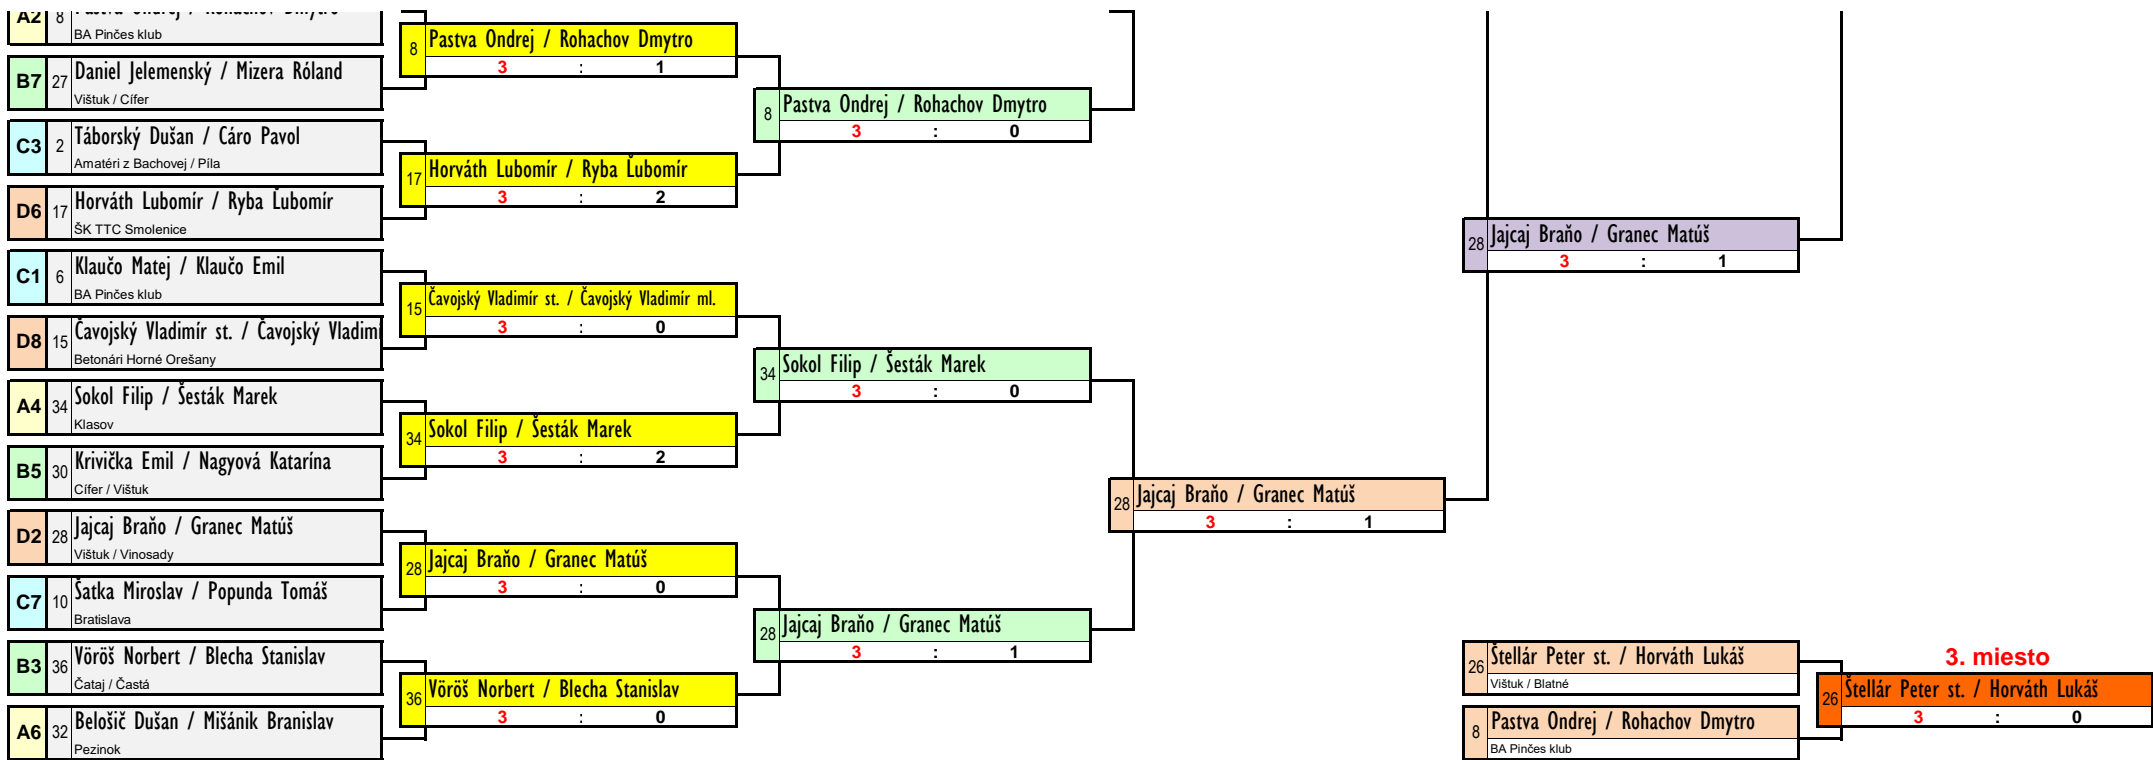 A2 8 Pastva Ondrej / Rohachov Dmytro
BA Pinčes klub
B7 27 Daniel Jelemenský / Mizera Róland
Vištuk / Cífer
C3 2 Táborský Dušan / Cáro Pavol
Amatéri z Bachovej / Píla
D6 17 Horváth Lubomír / Ryba Ľubomír
ŠK TTC Smolenice
C1 6 Klaučo Matej / Klaučo Emil
BA Pinčes klub
D8 15 Čavojský Vladimír st. / Čavojský Vladimí
Betonári Horné Orešany
A4 34 Sokol Filip / Šesták Marek
Klasov
B5 30 Krivička Emil / Nagyová Katarína
Cífer / Vištuk
D2 28 Jajcaj Braňo / Granec Matúš
Vištuk / Vinosady
C7 10 Šatka Miroslav / Popunda Tomáš
Bratislava
B3 36 Vöröš Norbert / Blecha Stanislav
Čataj / Častá
A6 32 Belošič Dušan / Mišánik Branislav
Pezinok
8 Pastva Ondrej / Rohachov Dmytro
3 : 1
17 Horváth Lubomír / Ryba Ľubomír
3 : 2
15 Čavojský Vladimír st. / Čavojský Vladimír ml.
3 : 0
34 Sokol Filip / Šesták Marek
3 : 2
28 Jajcaj Braňo / Granec Matúš
3 : 0
36 Vöröš Norbert / Blecha Stanislav
3 : 0
8 Pastva Ondrej / Rohachov Dmytro
3 : 0
34 Sokol Filip / Šesták Marek
3 : 0
28 Jajcaj Braňo / Granec Matúš
3 : 1
28 Jajcaj Braňo / Granec Matúš
3 : 1
28 Jajcaj Braňo / Granec Matúš
3 : 1
26 Štellár Peter st. / Horváth Lukáš
Vištuk / Blatné
8 Pastva Ondrej / Rohachov Dmytro
BA Pinčes klub
3. miesto
26 Štellár Peter st. / Horváth Lukáš
3 : 0